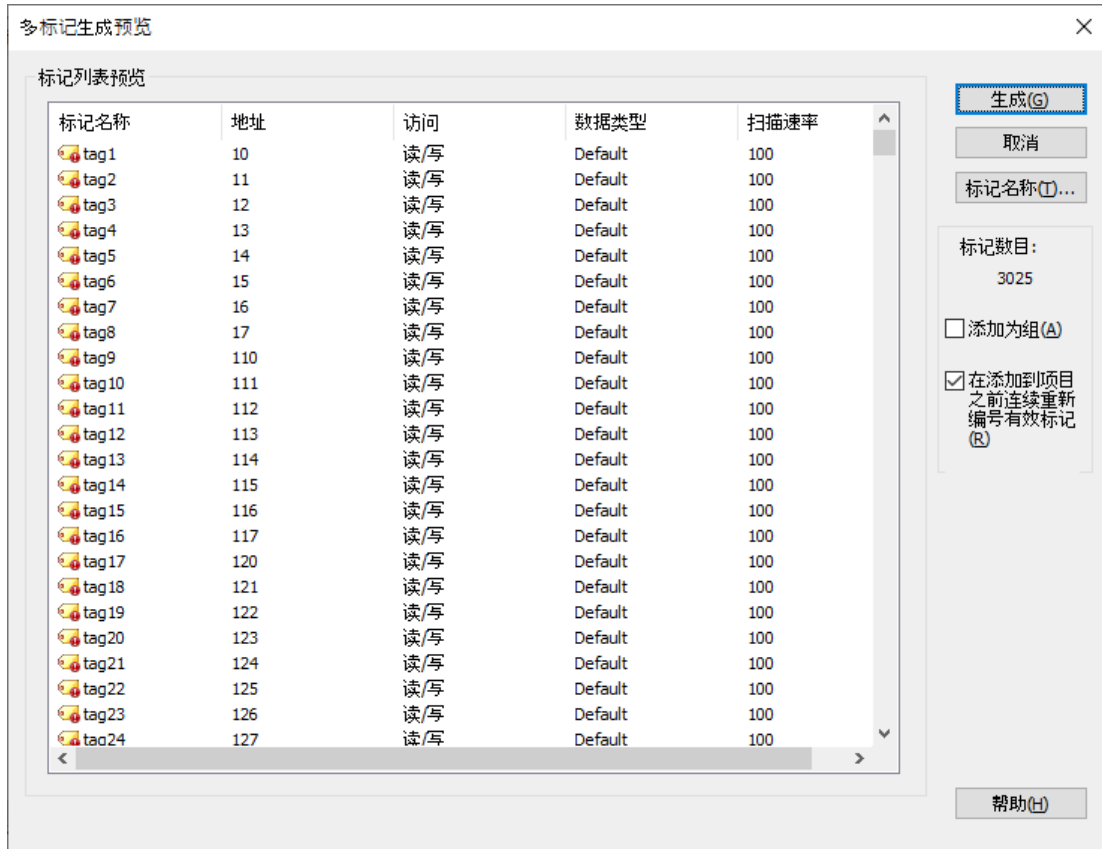 多标记生成预览
标记列表预览
标记名称 地址 访问 数据类型 扫描速率
tag1 10 读/写 Default 100
tag2 11 读/写 Default 100
tag3 12 读/写 Default 100
tag4 13 读/写 Default 100
tag5 14 读/写 Default 100
tag6 15 读/写 Default 100
tag7 16 读/写 Default 100
tag8 17 读/写 Default 100
tag9 110 读/写 Default 100
tag10 111 读/写 Default 100
tag11 112 读/写 Default 100
tag12 113 读/写 Default 100
tag13 114 读/写 Default 100
tag14 115 读/写 Default 100
tag15 116 读/写 Default 100
tag16 117 读/写 Default 100
tag17 120 读/写 Default 100
tag18 121 读/写 Default 100
tag19 122 读/写 Default 100
tag20 123 读/写 Default 100
tag21 124 读/写 Default 100
tag22 125 读/写 Default 100
tag23 126 读/写 Default 100
tag24 127 读/写 Default 100
生成(G)
取消
标记名称(T)...
标记数目:
3025
添加为组(A)
在添加到项目
之前连续重新
编号有效标记
(R)
帮助(H)